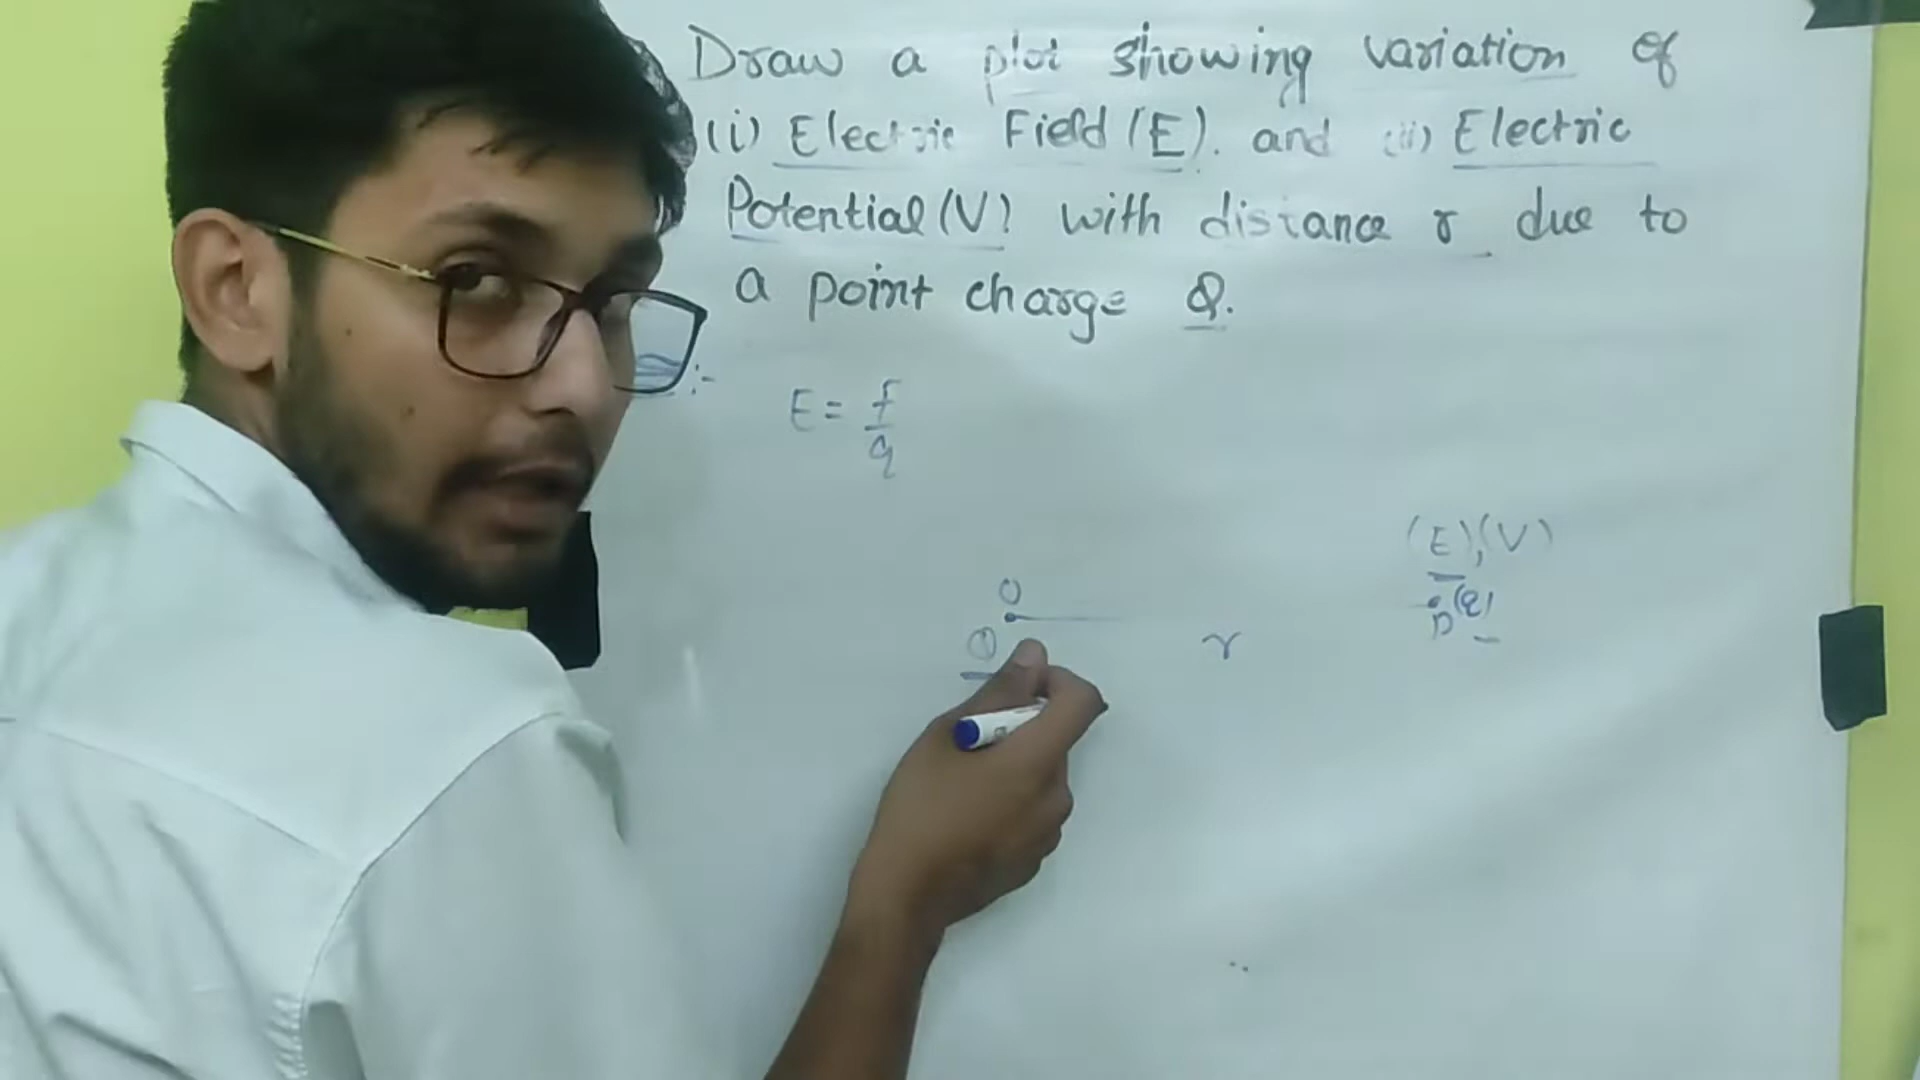 Draw a plot showing variation of
(i) Electric Field (E). and (ii) Electric
Potential (V) with distance r due to
a point charge Q.
:-
E = f/q
(E), (V)
O
(q)
Q
r
P